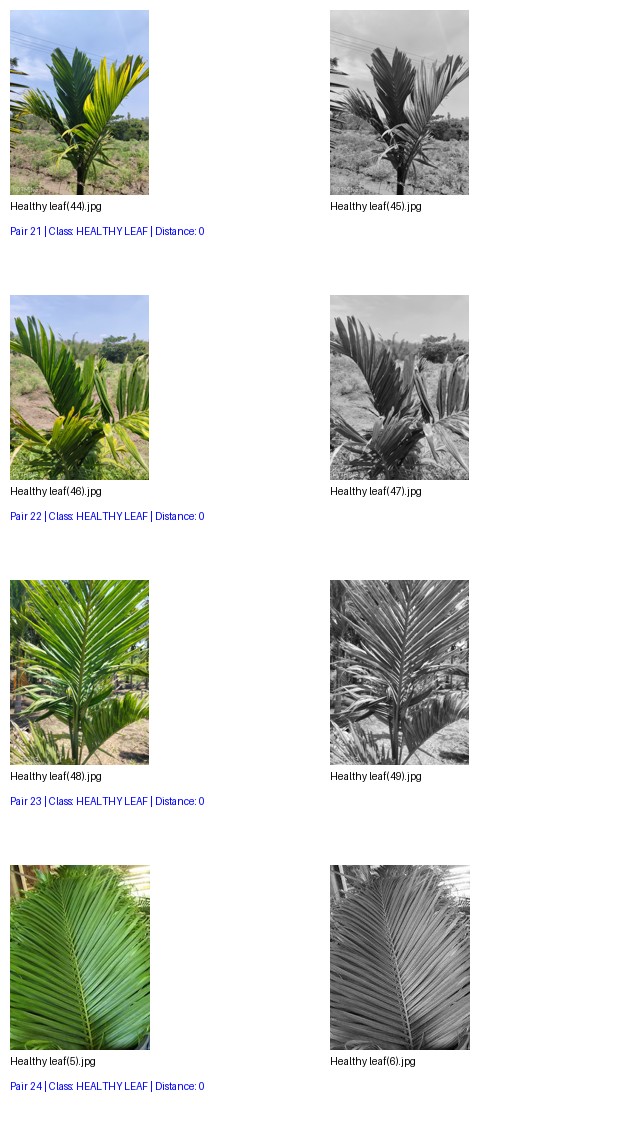 Healthy leaf(44).jpg Healthy leaf(45).jpg
Pair 21 | Class: HEALTHY LEAF | Distance: 0
Healthy leaf(46).jpg Healthy leaf(47).jpg
Pair 22 | Class: HEALTHY LEAF | Distance: 0
Healthy leaf(48).jpg Healthy leaf(49).jpg
Pair 23 | Class: HEALTHY LEAF | Distance: 0
Healthy leaf(5).jpg Healthy leaf(6).jpg
Pair 24 | Class: HEALTHY LEAF | Distance: 0